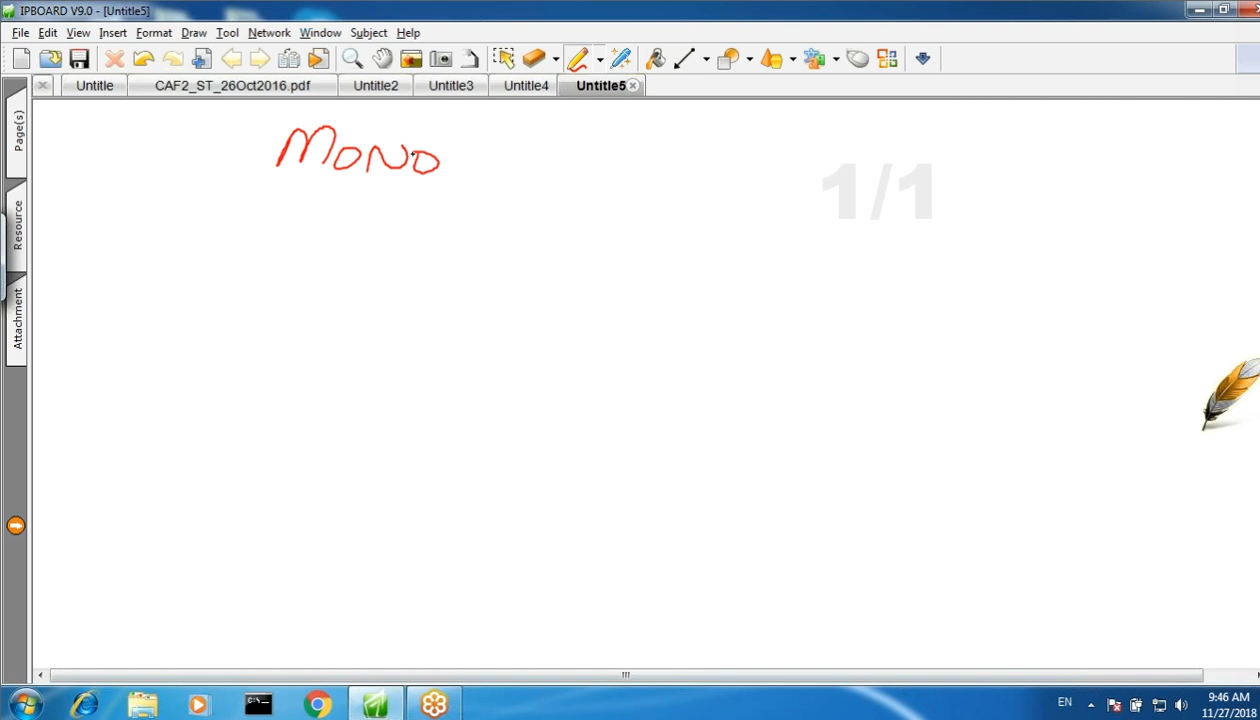 IPBOARD V9.0 - [Untitle5]
File Edit View Insert Format Draw Tool Network Window Subject Help
Untitle CAF2_ST_26Oct2016.pdf Untitle2 Untitle3 Untitle4 Untitle5
Page(s)
Resource
Attachment
MONO
1/1
EN
9:46 AM
11/27/2018